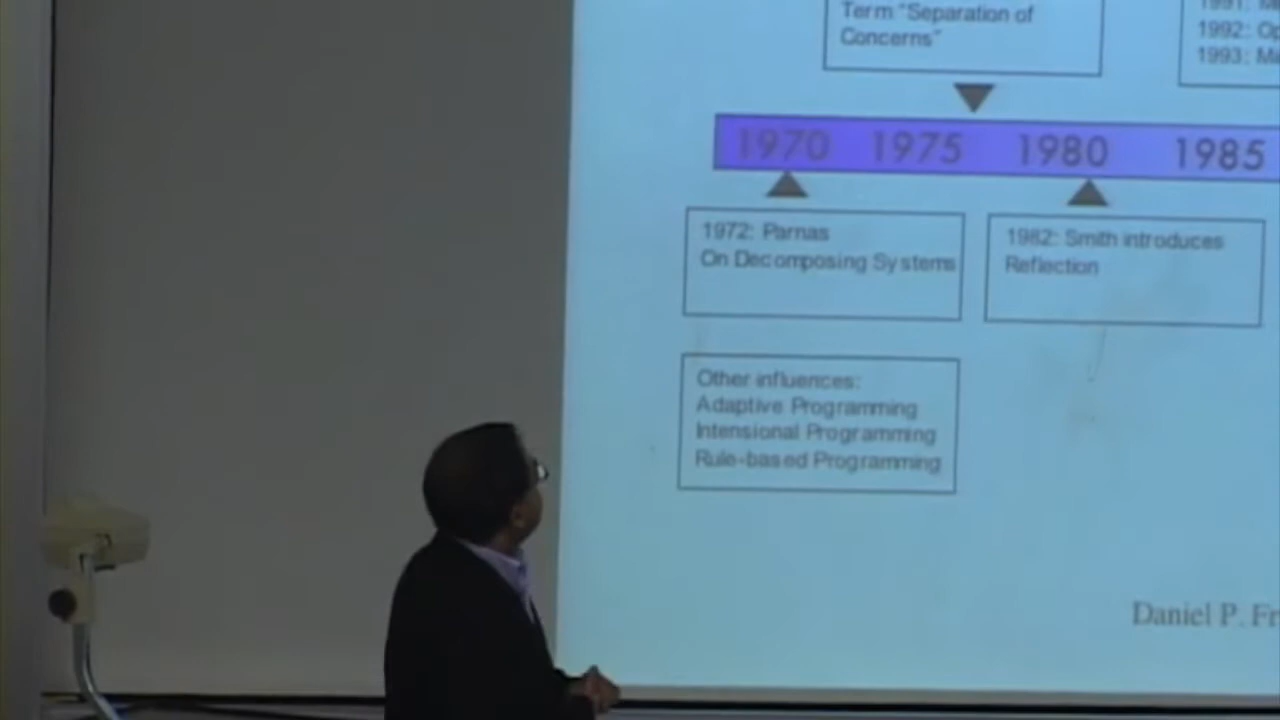 Term "Separation of
Concerns"
1991:
1992:
1993:
1970 1975 1980 1985
1972: Parnas
On Decomposing Systems
1982: Smith introduces
Reflection
Other influences:
Adaptive Programming
Intensional Programming
Rule-based Programming
Daniel P.